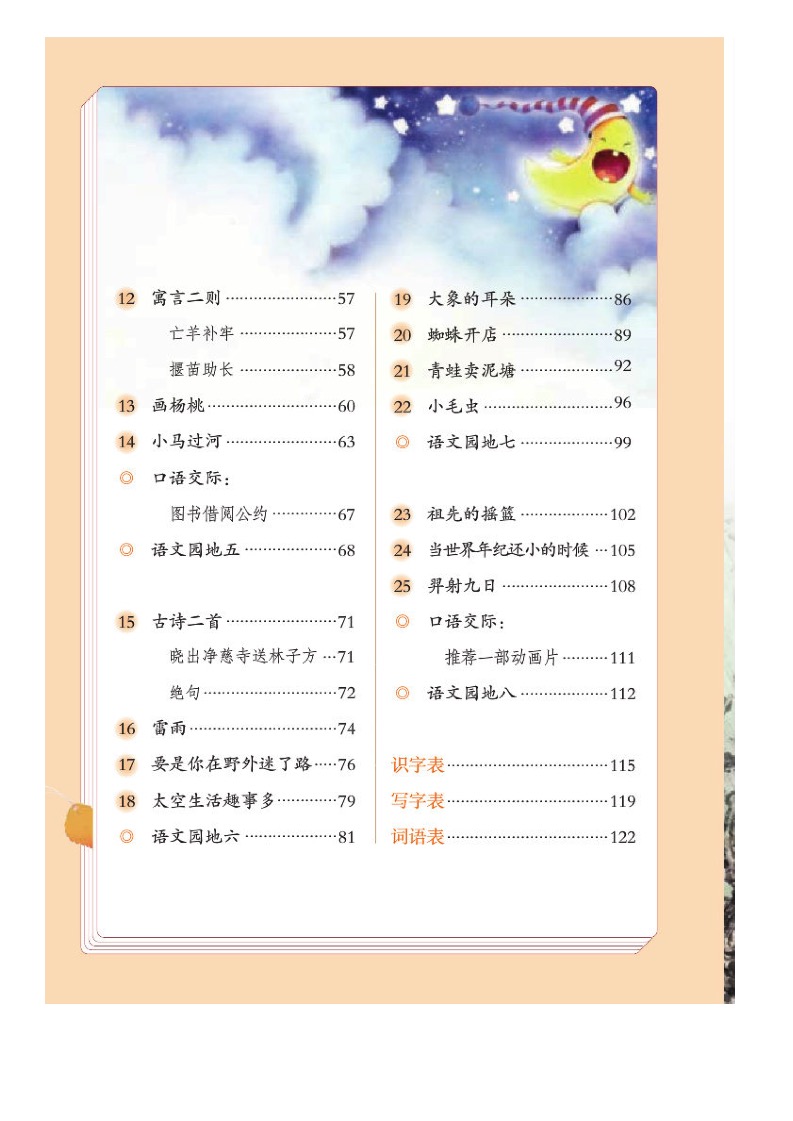 12 寓言二则……………………57
亡羊补牢…………………57
揠苗助长…………………58
13 画杨桃…………………………60
14 小马过河……………………63
◎ 口语交际：
图书借阅公约……………67
◎ 语文园地五…………………68
15 古诗二首……………………71
晓出净慈寺送林子方…71
绝句…………………………72
16 雷雨……………………………74
17 要是你在野外迷了路……76
18 太空生活趣事多…………79
◎ 语文园地六…………………81
19 大象的耳朵…………………86
20 蜘蛛开店……………………89
21 青蛙卖泥塘…………………92
22 小毛虫…………………………96
◎ 语文园地七…………………99
23 祖先的摇篮…………………102
24 当世界年纪还小的时候…105
25 羿射九日……………………108
◎ 口语交际：
推荐一部动画片…………111
◎ 语文园地八…………………112
识字表………………………………115
写字表………………………………119
词语表………………………………122